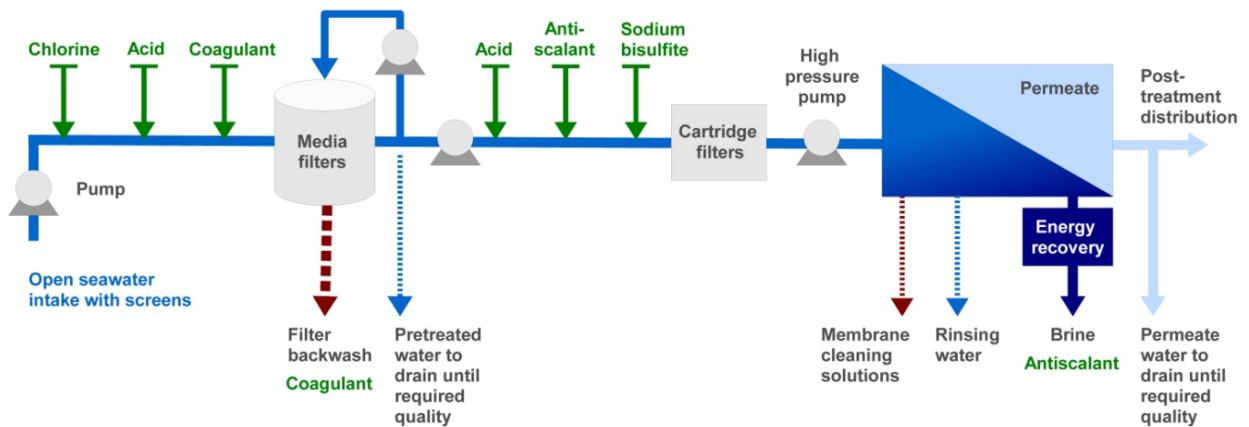 Chlorine
Acid
Coagulant
Acid
Anti-
scalant
Sodium
bisulfite
High
pressure
pump
Permeate
Post-
treatment
distribution
Media
filters
Cartridge
filters
Pump
Energy
recovery
Open seawater
intake with screens
Filter
backwash
Coagulant
Pretreated
water to
drain until
required
quality
Membrane
cleaning
solutions
Rinsing
water
Brine
Antiscalant
Permeate
water to
drain until
required
quality